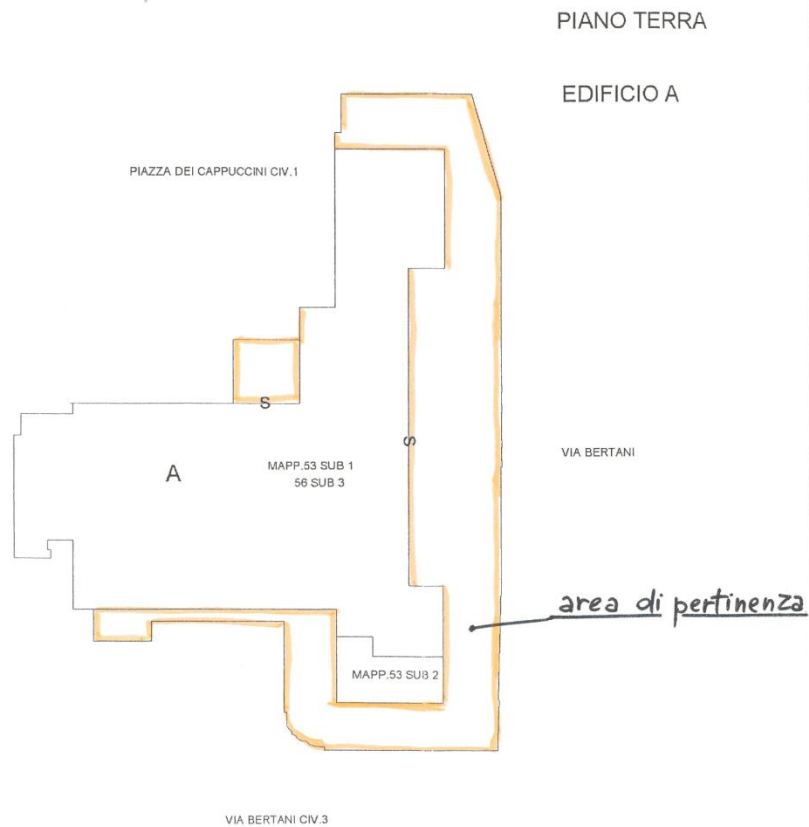 PIANO TERRA
EDIFICIO A
PIAZZA DEI CAPPUCCINI CIV.1
S
S
A
MAPP.53 SUB 1
56 SUB 3
VIA BERTANI
area di pertinenza
MAPP.53 SUB 2
VIA BERTANI CIV.3